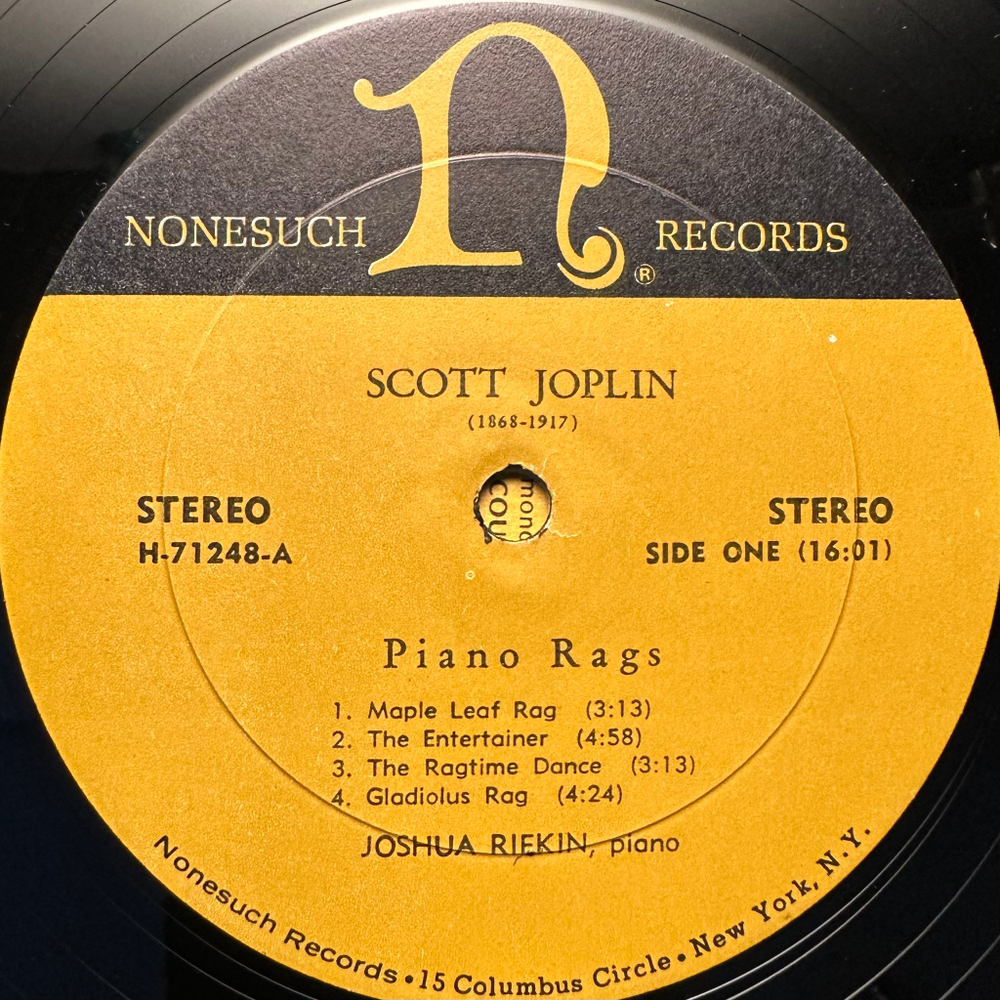 n
NONESUCH RECORDS ®
SCOTT JOPLIN
(1868-1917)
mono
COU
STEREO
H-71248-A
STEREO
SIDE ONE (16:01)
Piano Rags
1. Maple Leaf Rag (3:13)
2. The Entertainer (4:58)
3. The Ragtime Dance (3:13)
4. Gladiolus Rag (4:24)
JOSHUA RIFKIN, piano
Nonesuch Records • 15 Columbus Circle • New York, N.Y.